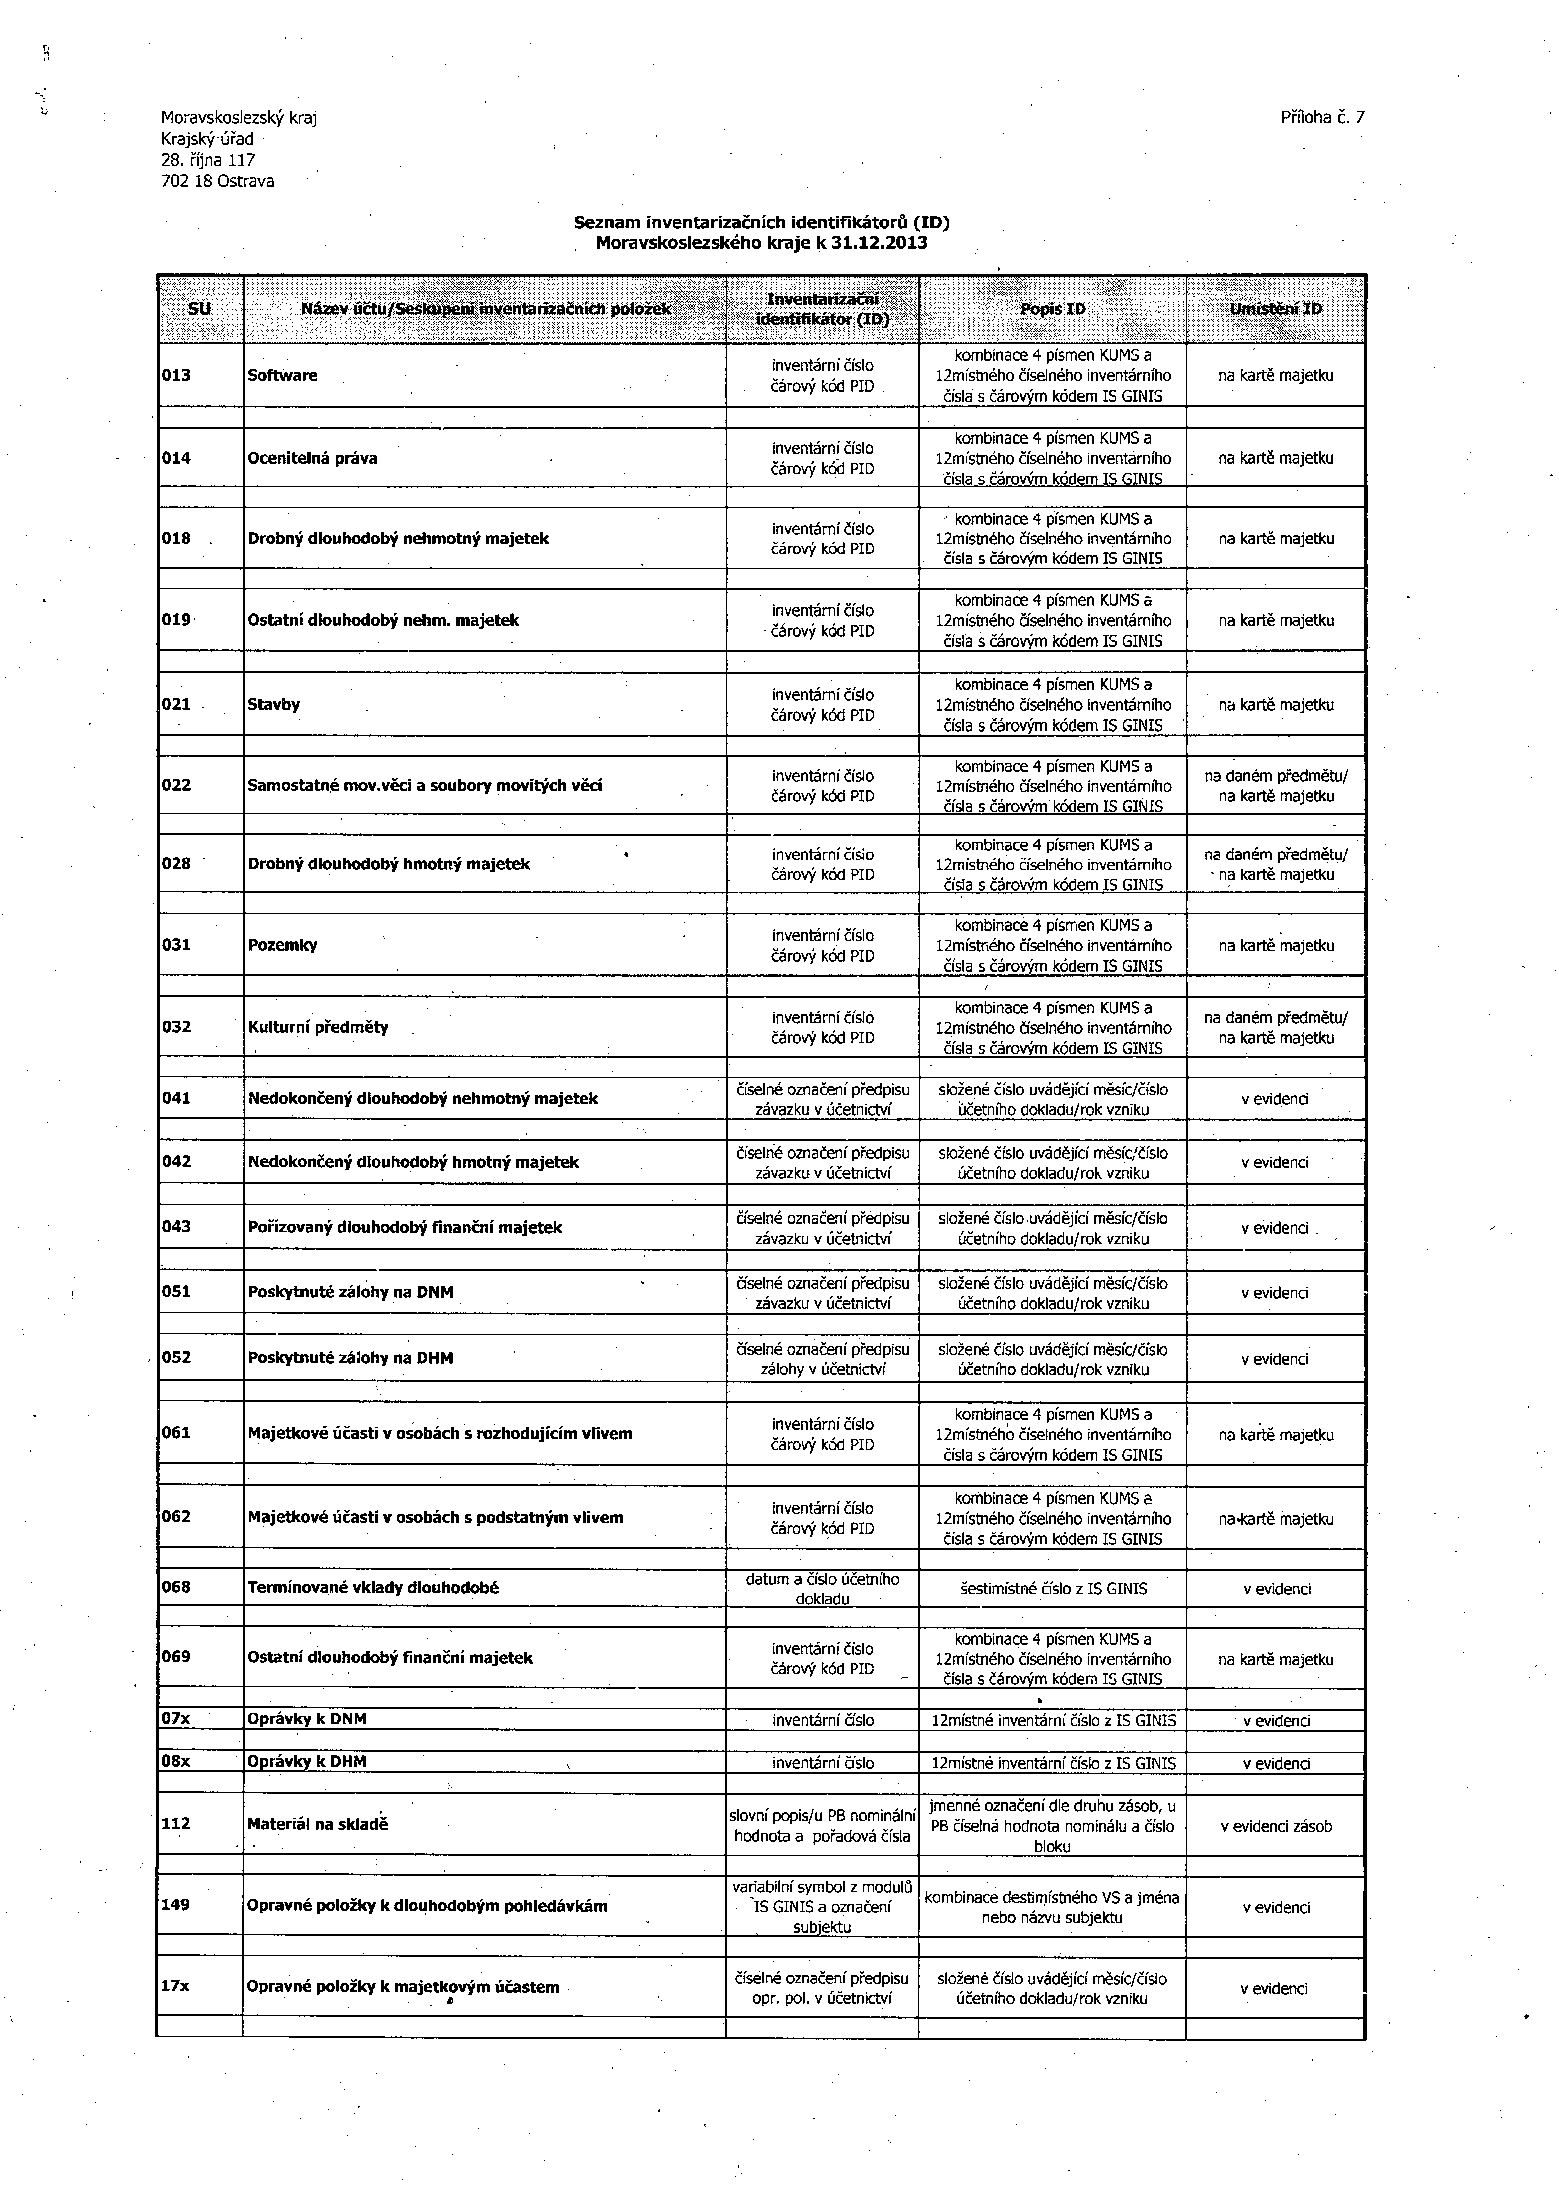 Moravskoslezský kraj
Příloha č. 7
Krajský úřad
28. října 117
702 18 Ostrava
Seznam inventarizačních identifikátorů (ID)
Moravskoslezského kraje k 31.12.2013
SU
Název účtu/Seskupení inventarizačních položek
Inventarizační
identifikátor (ID)
Popis ID
Umístění ID
013
Software
inventární číslo
čárový kód PID
kombinace 4 písmen KUMS a
12místného číselného inventárního
čísla s čárovým kódem IS GINIS
na kartě majetku
014
Ocenitelná práva
inventární číslo
čárový kód PID
kombinace 4 písmen KUMS a
12místného číselného inventárního
čísla s čárovým kódem IS GINIS
na kartě majetku
018
Drobný dlouhodobý nehmotný majetek
inventární číslo
čárový kód PID
kombinace 4 písmen KUMS a
12místného číselného inventárního
čísla s čárovým kódem IS GINIS
na kartě majetku
019
Ostatní dlouhodobý nehm. majetek
inventární číslo
čárový kód PID
kombinace 4 písmen KUMS a
12místného číselného inventárního
čísla s čárovým kódem IS GINIS
na kartě majetku
021
Stavby
inventární číslo
čárový kód PID
kombinace 4 písmen KUMS a
12místného číselného inventárního
čísla s čárovým kódem IS GINIS
na kartě majetku
022
Samostatné mov.věci a soubory movitých věcí
inventární číslo
čárový kód PID
kombinace 4 písmen KUMS a
12místného číselného inventárního
čísla s čárovým kódem IS GINIS
na daném předmětu/
na kartě majetku
028
Drobný dlouhodobý hmotný majetek
inventární číslo
čárový kód PID
kombinace 4 písmen KUMS a
12místného číselného inventárního
čísla s čárovým kódem IS GINIS
na daném předmětu/
na kartě majetku
031
Pozemky
inventární číslo
čárový kód PID
kombinace 4 písmen KUMS a
12místného číselného inventárního
čísla s čárovým kódem IS GINIS
na kartě majetku
032
Kulturní předměty
inventární číslo
čárový kód PID
kombinace 4 písmen KUMS a
12místného číselného inventárního
čísla s čárovým kódem IS GINIS
na daném předmětu/
na kartě majetku
041
Nedokončený dlouhodobý nehmotný majetek
číselné označení předpisu
závazku v účetnictví
složené číslo uvádějící měsíc/číslo
účetního dokladu/rok vzniku
v evidenci
042
Nedokončený dlouhodobý hmotný majetek
číselné označení předpisu
závazku v účetnictví
složené číslo uvádějící měsíc/číslo
účetního dokladu/rok vzniku
v evidenci
043
Pořizovaný dlouhodobý finanční majetek
číselné označení předpisu
závazku v účetnictví
složené číslo uvádějící měsíc/číslo
účetního dokladu/rok vzniku
v evidenci
051
Poskytnuté zálohy na DNM
číselné označení předpisu
závazku v účetnictví
složené číslo uvádějící měsíc/číslo
účetního dokladu/rok vzniku
v evidenci
052
Poskytnuté zálohy na DHM
číselné označení předpisu
zálohy v účetnictví
složené číslo uvádějící měsíc/číslo
účetního dokladu/rok vzniku
v evidenci
061
Majetkové účasti v osobách s rozhodujícím vlivem
inventární číslo
čárový kód PID
kombinace 4 písmen KUMS a
12místného číselného inventárního
čísla s čárovým kódem IS GINIS
na kartě majetku
062
Majetkové účasti v osobách s podstatným vlivem
inventární číslo
čárový kód PID
kombinace 4 písmen KUMS a
12místného číselného inventárního
čísla s čárovým kódem IS GINIS
na kartě majetku
068
Termínované vklady dlouhodobé
datum a číslo účetního
dokladu
šestimístné číslo z IS GINIS
v evidenci
069
Ostatní dlouhodobý finanční majetek
inventární číslo
čárový kód PID
kombinace 4 písmen KUMS a
12místného číselného inventárního
čísla s čárovým kódem IS GINIS
na kartě majetku
07x
Oprávky k DNM
inventární číslo
12místné inventární číslo z IS GINIS
v evidenci
08x
Oprávky k DHM
inventární číslo
12místné inventární číslo z IS GINIS
v evidenci
112
Materiál na skladě
slovní popis/u PB nominální
hodnota a pořadová čísla
jmenné označení dle druhu zásob, u
PB číselná hodnota nominálu a číslo
bloku
v evidenci zásob
149
Opravné položky k dlouhodobým pohledávkám
variabilní symbol z modulů
IS GINIS a označení
subjektu
kombinace destimístného VS a jména
nebo názvu subjektu
v evidenci
17x
Opravné položky k majetkovým účastem
číselné označení předpisu
opr. pol. v účetnictví
složené číslo uvádějící měsíc/číslo
účetního dokladu/rok vzniku
v evidenci